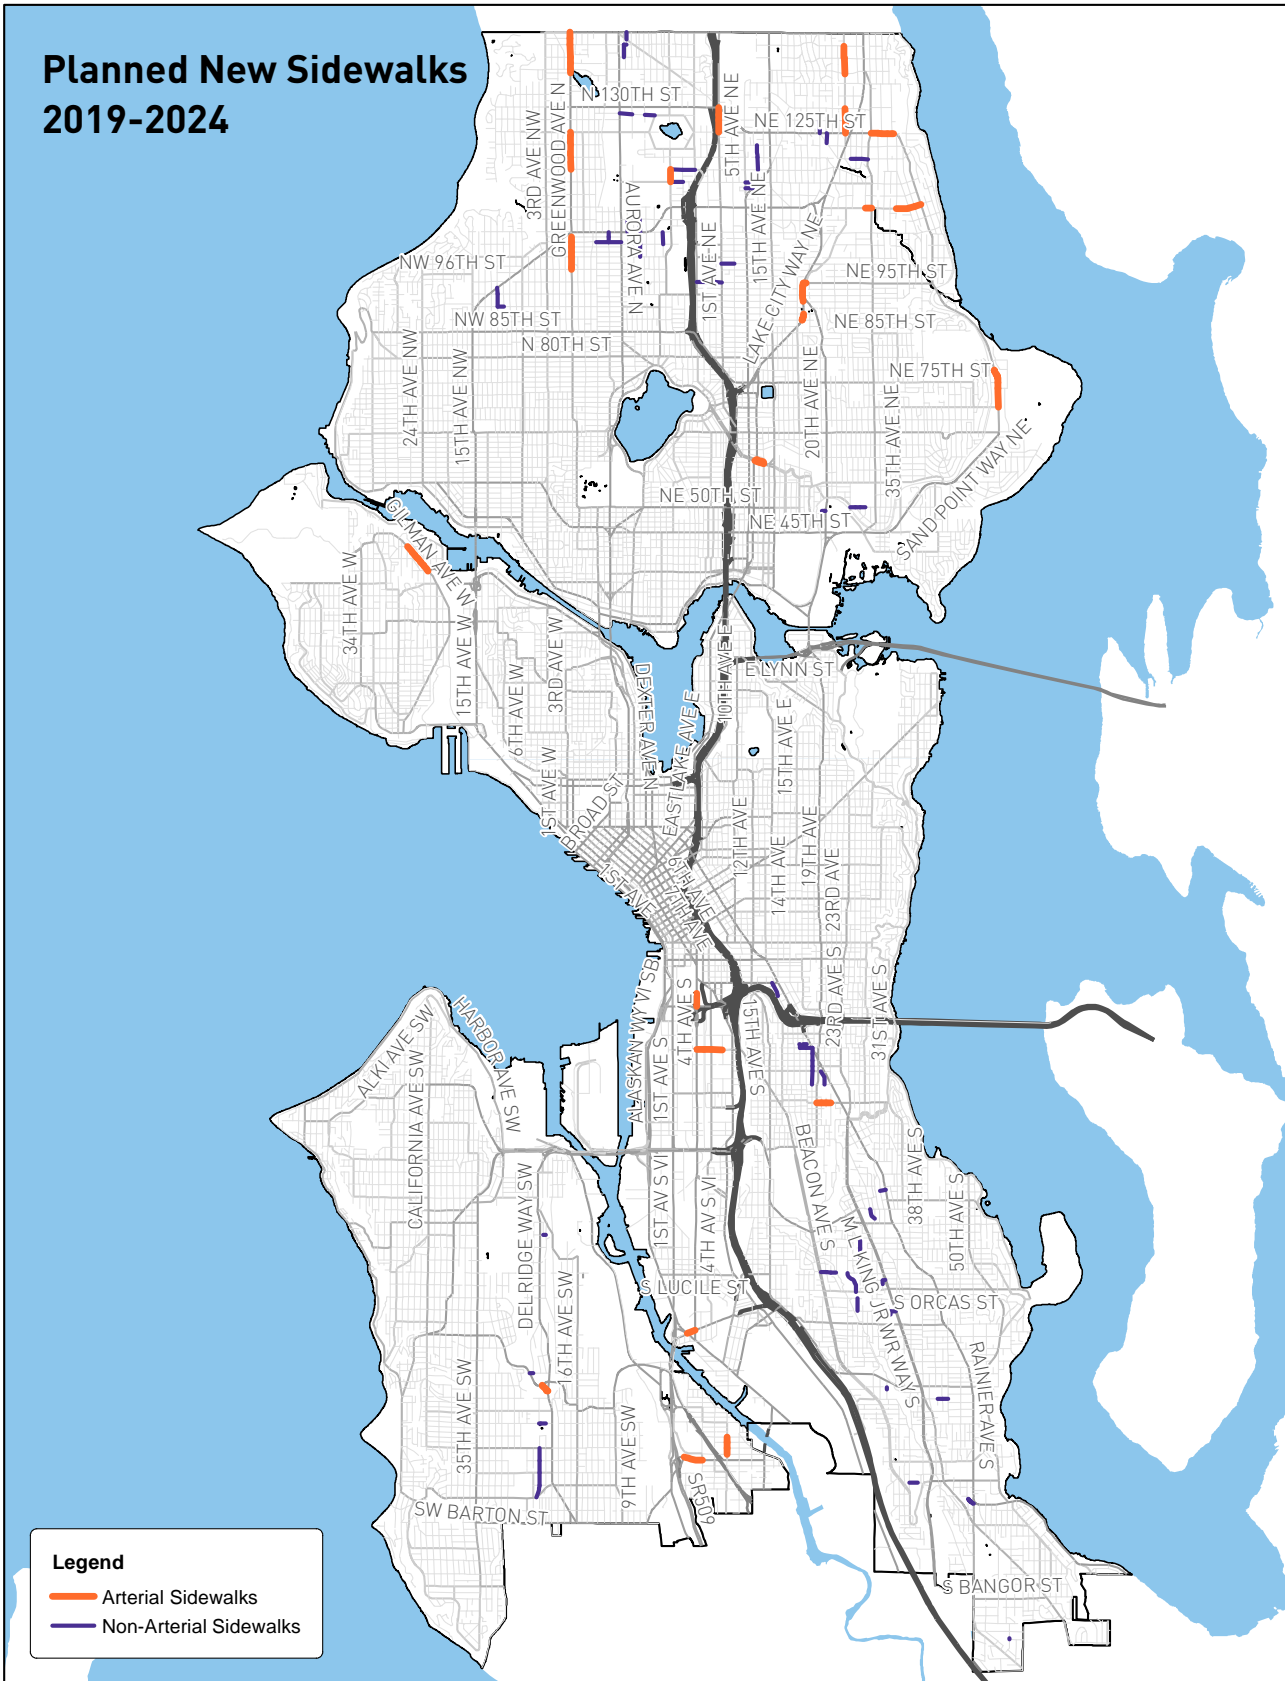 Planned New Sidewalks
2019-2024
N 130TH ST
NE 125TH ST
5TH AVE NE
3RD AVE NW
GREENWOOD AVE N
AURORA AVE N
15TH AVE NE
1ST AVE NE
LAKE CITY WAY NE
NW 96TH ST
NE 95TH ST
NW 85TH ST
NE 85TH ST
N 80TH ST
NE 75TH ST
24TH AVE NW
15TH AVE NW
20TH AVE NE
35TH AVE NE
SAND POINT WAY NE
NE 50TH ST
NE 45TH ST
GILMAN AVE W
34TH AVE W
15TH AVE W
6TH AVE W
3RD AVE W
DEXTER AVE N
EASTLAKE AVE E
10TH AVE E
E LYNN ST
15TH AVE E
1ST AVE W
BROAD ST
1ST AVE
6TH AVE
7TH AVE
12TH AVE
14TH AVE
19TH AVE
23RD AVE
ALASKAN WY VI SB
4TH AVE S
1ST AVE S
15TH AVE S
23RD AVE S
31ST AVE S
ALKI AVE SW
HARBOR AVE SW
CALIFORNIA AVE SW
DELRIDGE WAY SW
1ST AV S VI
4TH AV S VI
BEACON AVE S
38TH AVE S
50TH AVE S
M L KING JR WR WAY S
S LUCILE ST
S ORCAS ST
16TH AVE SW
35TH AVE SW
9TH AVE SW
RAINIER AVE S
SR509
SW BARTON ST
S BANGOR ST
Legend
Arterial Sidewalks
Non-Arterial Sidewalks